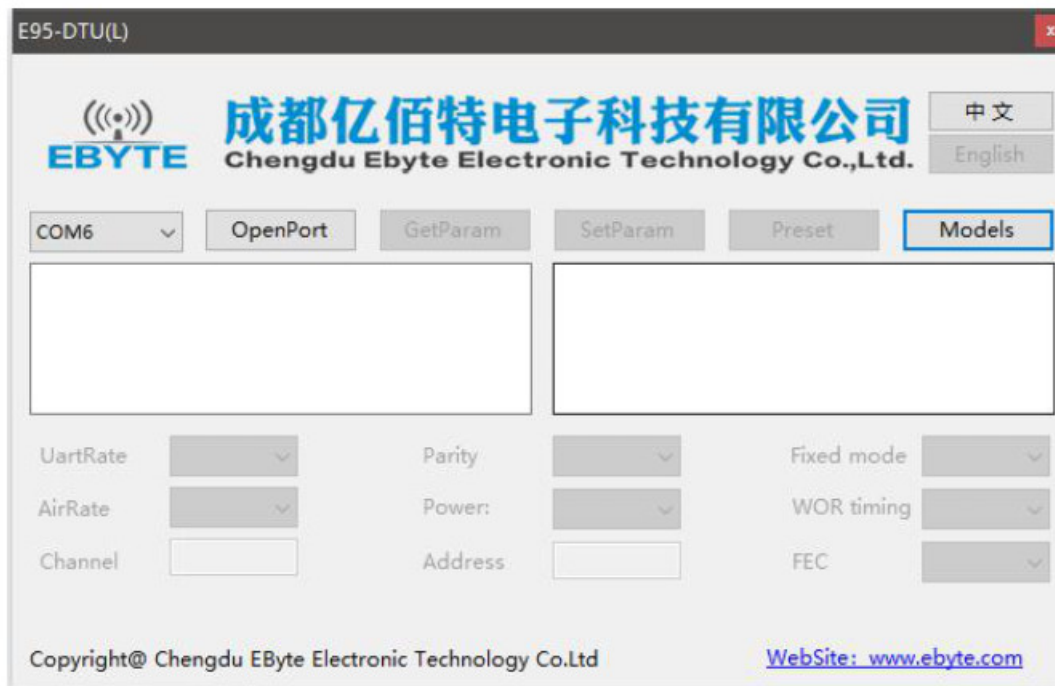 E95-DTU(L)
x
EBYTE
成都亿佰特电子科技有限公司
Chengdu Ebyte Electronic Technology Co.,Ltd.
中文
English
COM6 OpenPort GetParam SetParam Preset Models
UartRate Parity Fixed mode
AirRate Power: WOR timing
Channel Address FEC
Copyright@ Chengdu EByte Electronic Technology Co.Ltd WebSite: www.ebyte.com